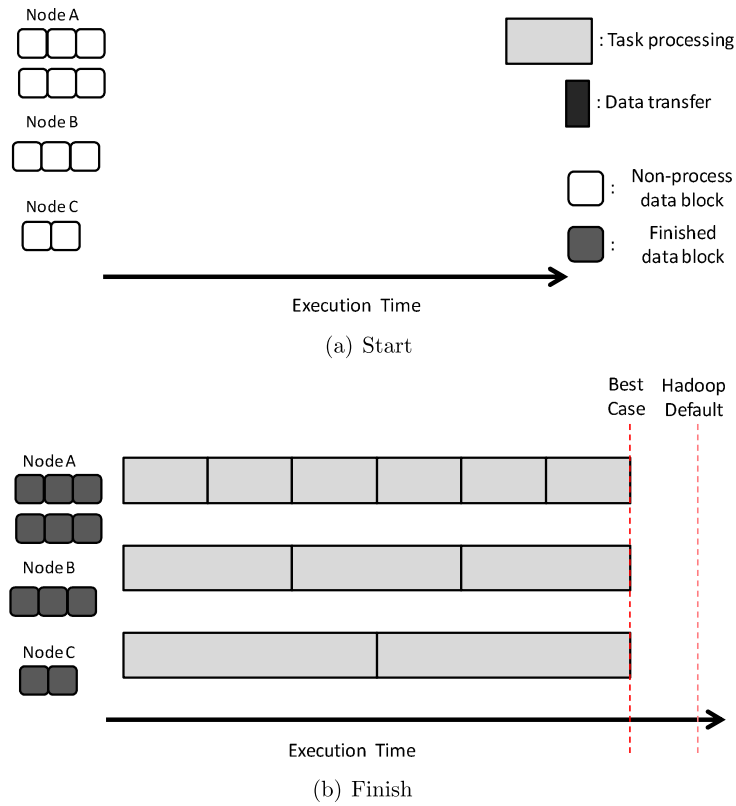 Node A
: Task processing
: Data transfer
Node B
: Non-process
data block
Node C
: Finished
data block
Execution Time
(a) Start
Best
Case
Hadoop
Default
Node A
Node B
Node C
Execution Time
(b) Finish